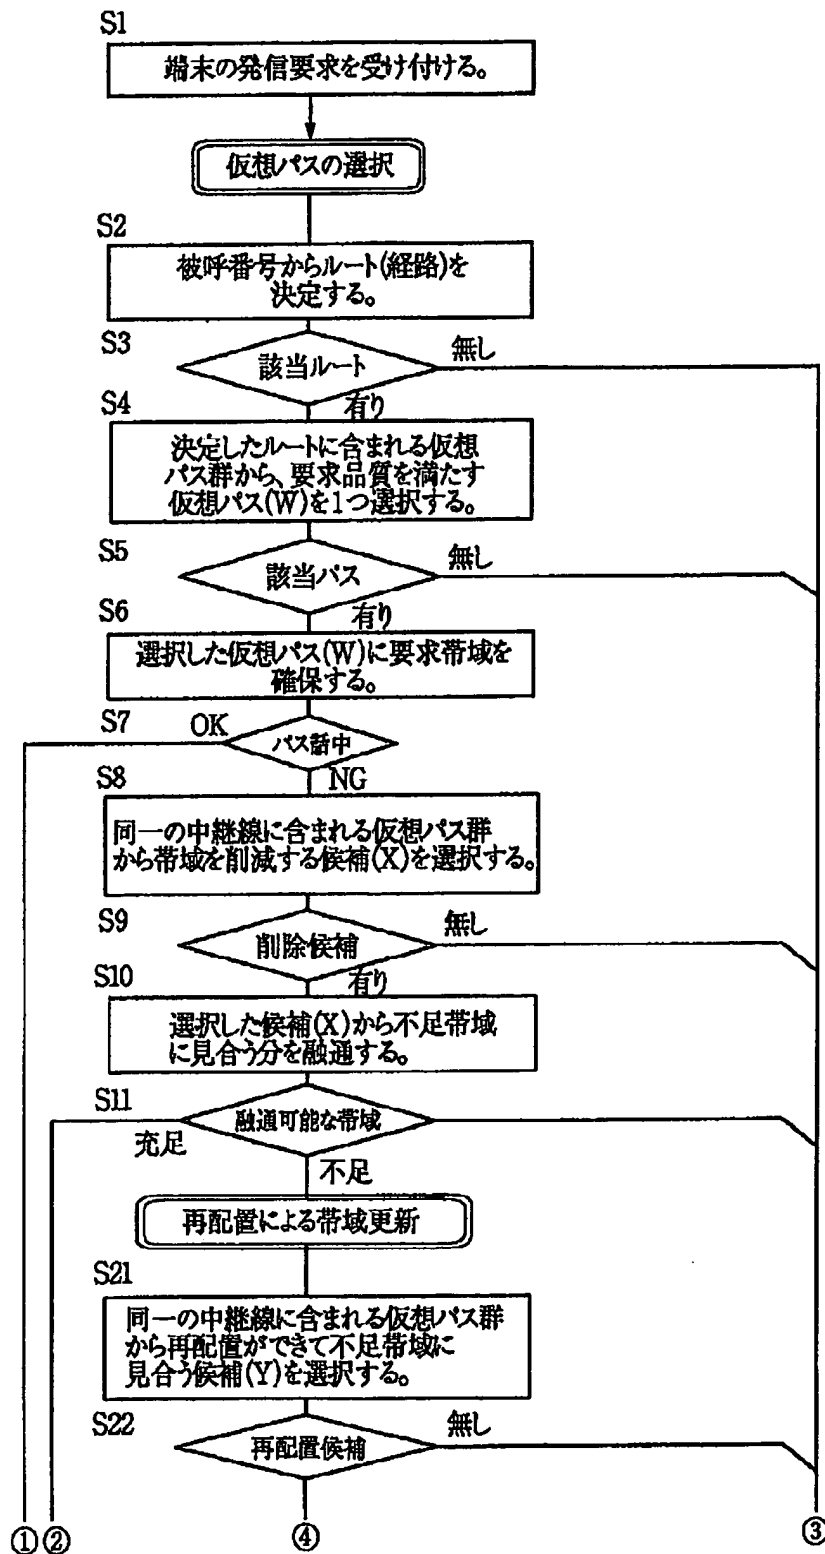 S1
端末の発信要求を受け付ける。
仮想パスの選択
S2
被呼番号からルート(経路)を
決定する。
S3
該当ルート
無し
有り
S4
決定したルートに含まれる仮想
パス群から、要求品質を満たす
仮想パス(W)を1つ選択する。
S5
該当パス
無し
有り
S6
選択した仮想パス(W)に要求帯域を
確保する。
S7
OK
パス話中
NG
S8
同一の中継線に含まれる仮想パス群
から帯域を削減する候補(X)を選択する。
S9
削除候補
無し
有り
S10
選択した候補(X)から不足帯域
に見合う分を融通する。
S11
融通可能な帯域
充足
不足
再配置による帯域更新
S21
同一の中継線に含まれる仮想パス群
から再配置ができて不足帯域に
見合う候補(Y)を選択する。
S22
再配置候補
無し
① ② ④ ③